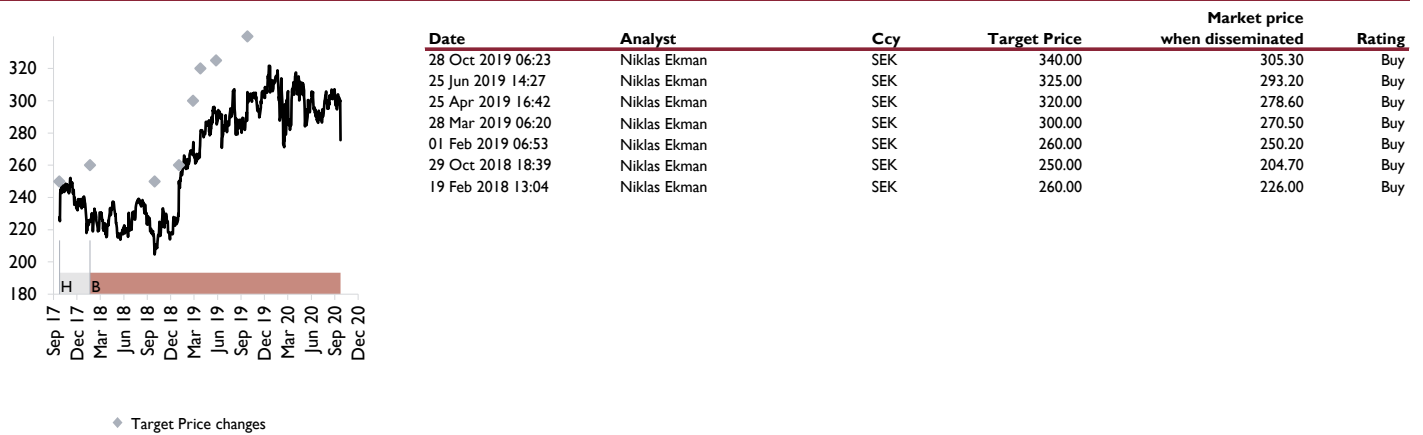 Market price
Date Analyst Ccy Target Price when disseminated Rating
28 Oct 2019 06:23 Niklas Ekman SEK 340.00 305.30 Buy
25 Jun 2019 14:27 Niklas Ekman SEK 325.00 293.20 Buy
25 Apr 2019 16:42 Niklas Ekman SEK 320.00 278.60 Buy
28 Mar 2019 06:20 Niklas Ekman SEK 300.00 270.50 Buy
01 Feb 2019 06:53 Niklas Ekman SEK 260.00 250.20 Buy
29 Oct 2018 18:39 Niklas Ekman SEK 250.00 204.70 Buy
19 Feb 2018 13:04 Niklas Ekman SEK 260.00 226.00 Buy
320
300
280
260
240
220
200
180
H B
Sep 17
Dec 17
Mar 18
Jun 18
Sep 18
Dec 18
Mar 19
Jun 19
Sep 19
Dec 19
Mar 20
Jun 20
Sep 20
Dec 20
Target Price changes